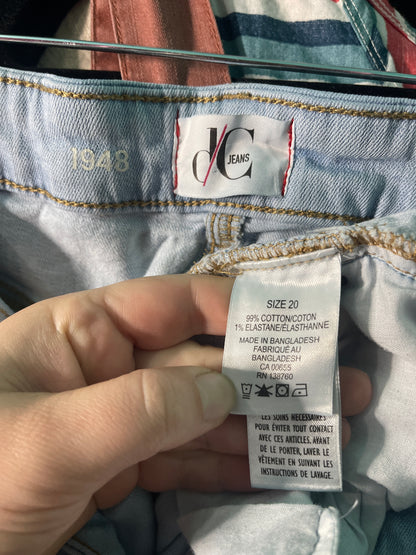 1948
d/C
JEANS
SIZE 20
99% COTTON/COTON
1% ELASTANE/ÉLASTHANNE
MADE IN BANGLADESH
FABRIQUÉ AU
BANGLADESH
CA 00655
RN 138760
LES SOINS NÉCESSAIRES
POUR ÉVITER TOUT CONTACT
AVEC CES ARTICLES, AVANT
DE LE PORTER, LAVER LE
VÊTEMENT EN SUIVANT LES
INSTRUCTIONS DE LAVAGE.